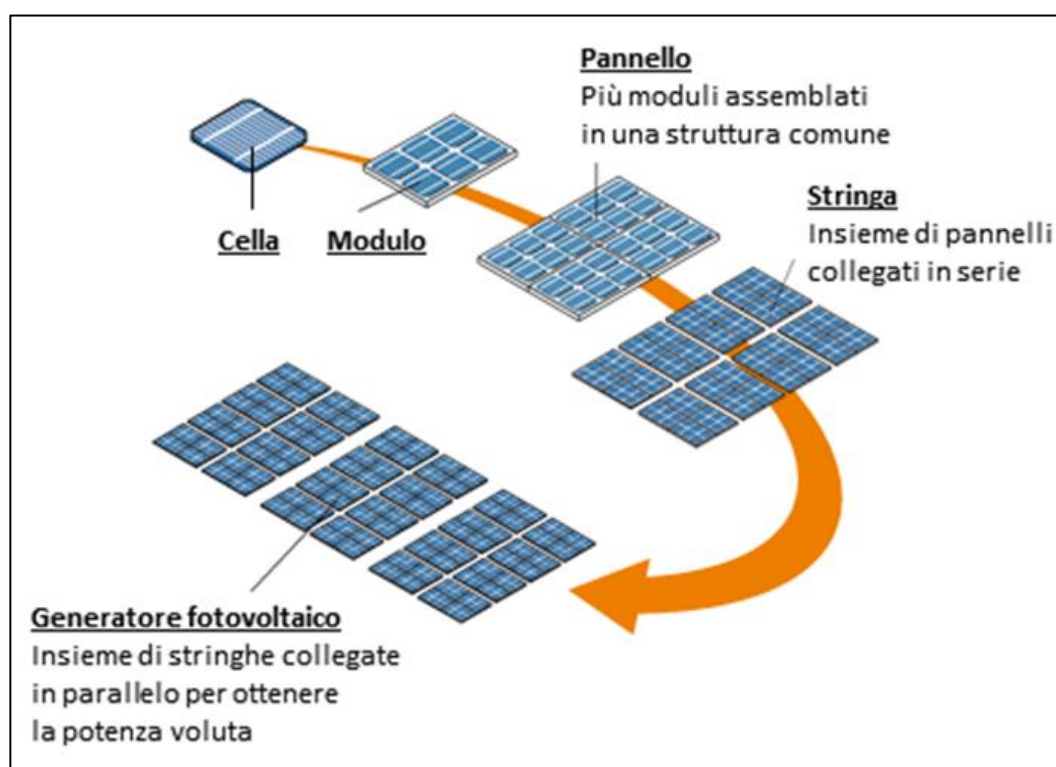 Pannello
Più moduli assemblati
in una struttura comune
Stringa
Insieme di pannelli
collegati in serie
Cella
Modulo
Generatore fotovoltaico
Insieme di stringhe collegate
in parallelo per ottenere
la potenza voluta